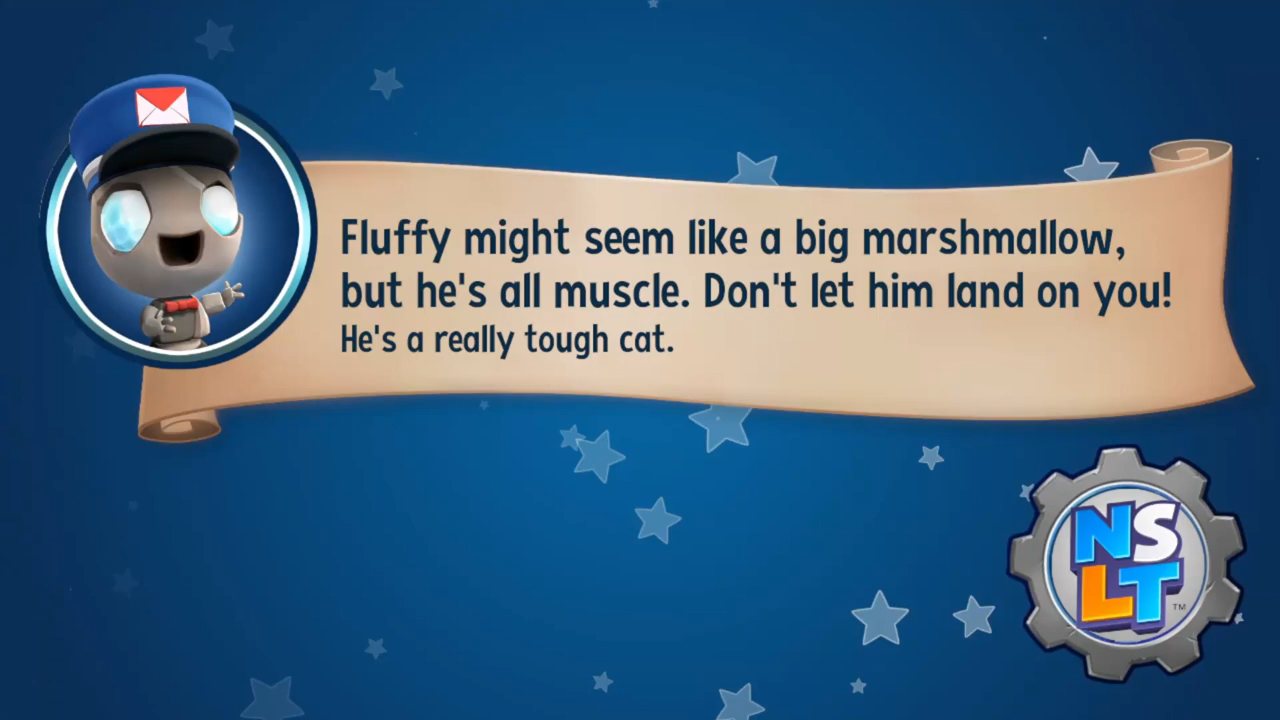 Fluffy might seem like a big marshmallow,
but he's all muscle. Don't let him land on you!
He's a really tough cat.
NS
LT
TM